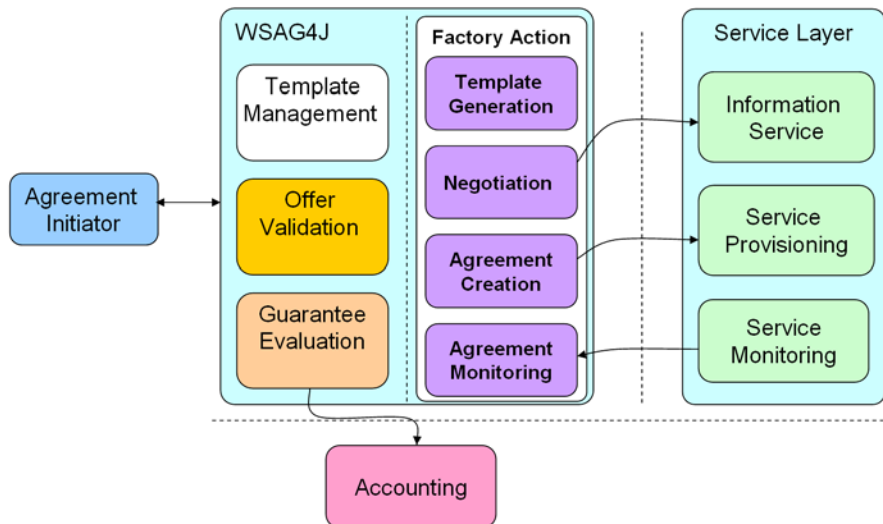 WSAG4J
Template
Management
Offer
Validation
Guarantee
Evaluation
Factory Action
Template
Generation
Negotiation
Agreement
Creation
Agreement
Monitoring
Service Layer
Information
Service
Service
Provisioning
Service
Monitoring
Agreement
Initiator
Accounting